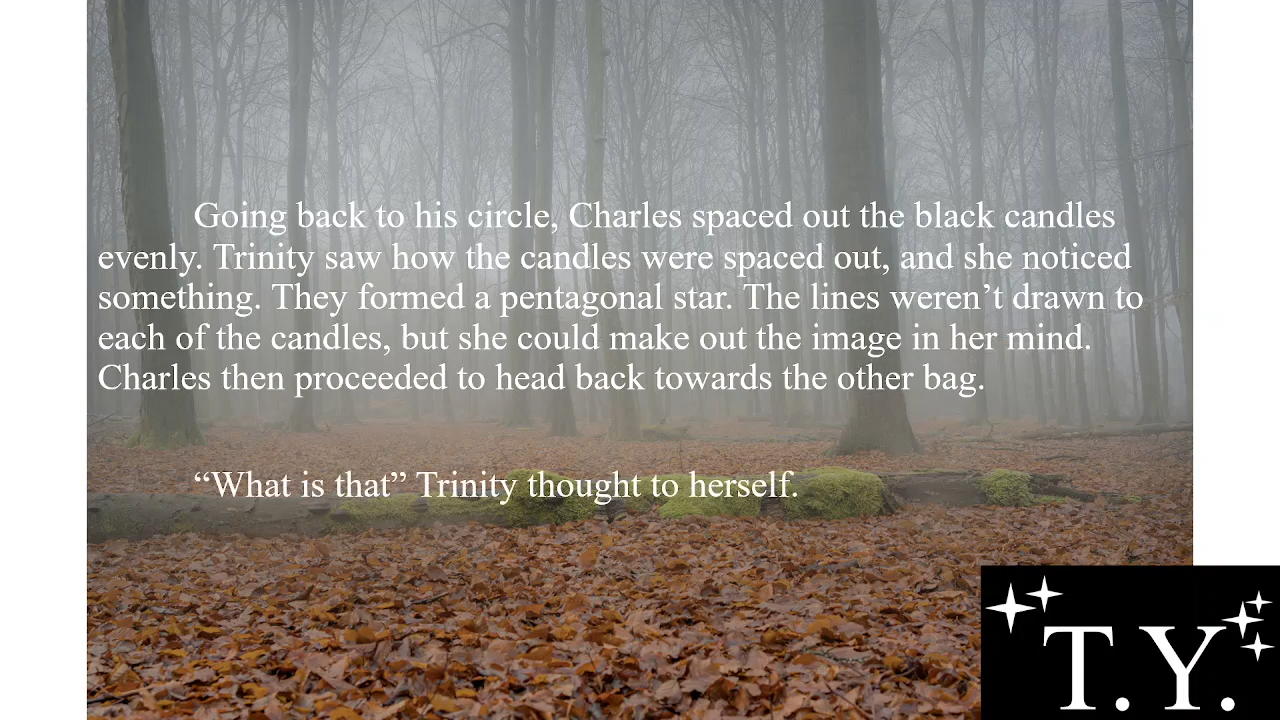 Going back to his circle, Charles spaced out the black candles
evenly. Trinity saw how the candles were spaced out, and she noticed
something. They formed a pentagonal star. The lines weren’t drawn to
each of the candles, but she could make out the image in her mind.
Charles then proceeded to head back towards the other bag.
“What is that” Trinity thought to herself.
T.Y.